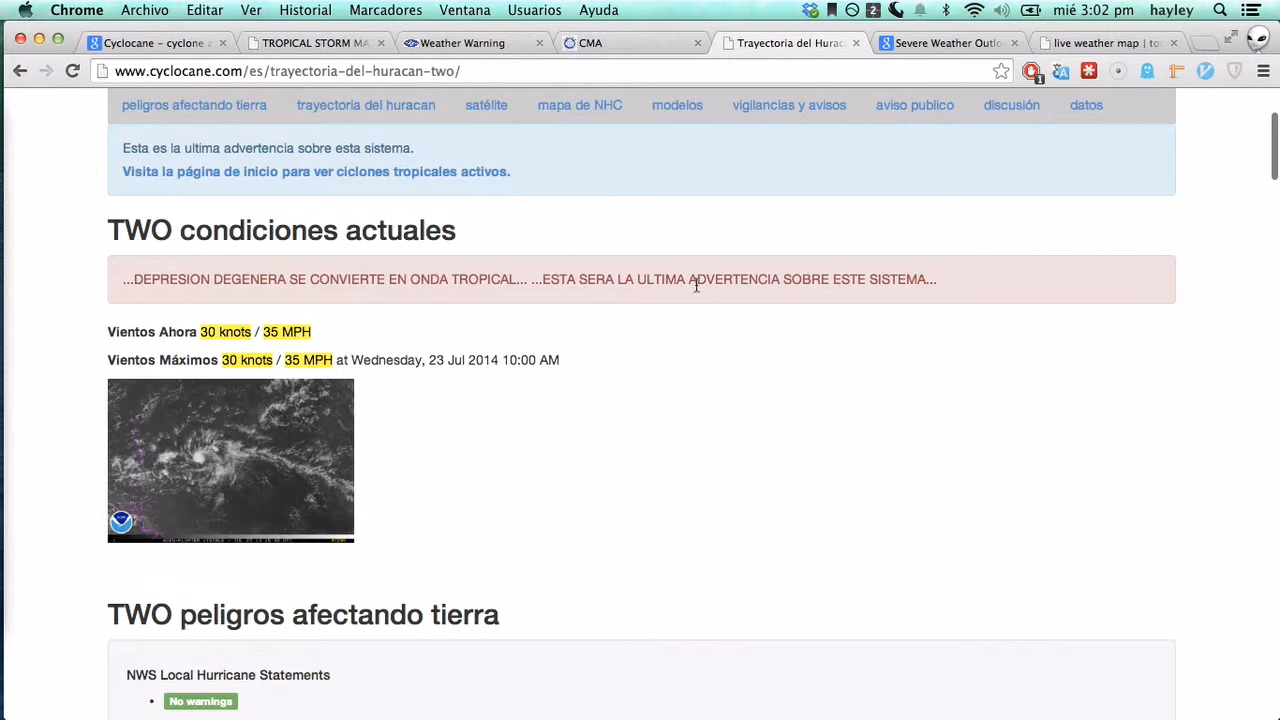 Chrome Archivo Editar Ver Historial Marcadores Ventana Usuarios Ayuda 2 mié 3:02 pm hayley
Cyclocane - cyclone a TROPICAL STORM MA Weather Warning CMA Trayectoria del Hurac Severe Weather Outlo live weather map | to
www.cyclocane.com/es/trayectoria-del-huracan-two/ 1
peligros afectando tierra trayectoria del huracan satélite mapa de NHC modelos vigilancias y avisos aviso publico discusión datos
Esta es la ultima advertencia sobre esta sistema.
Visita la página de inicio para ver ciclones tropicales activos.
TWO condiciones actuales
...DEPRESION DEGENERA SE CONVIERTE EN ONDA TROPICAL... ...ESTA SERA LA ULTIMA ADVERTENCIA SOBRE ESTE SISTEMA...
Vientos Ahora 30 knots / 35 MPH
Vientos Máximos 30 knots / 35 MPH at Wednesday, 23 Jul 2014 10:00 AM
TWO peligros afectando tierra
NWS Local Hurricane Statements
• No warnings